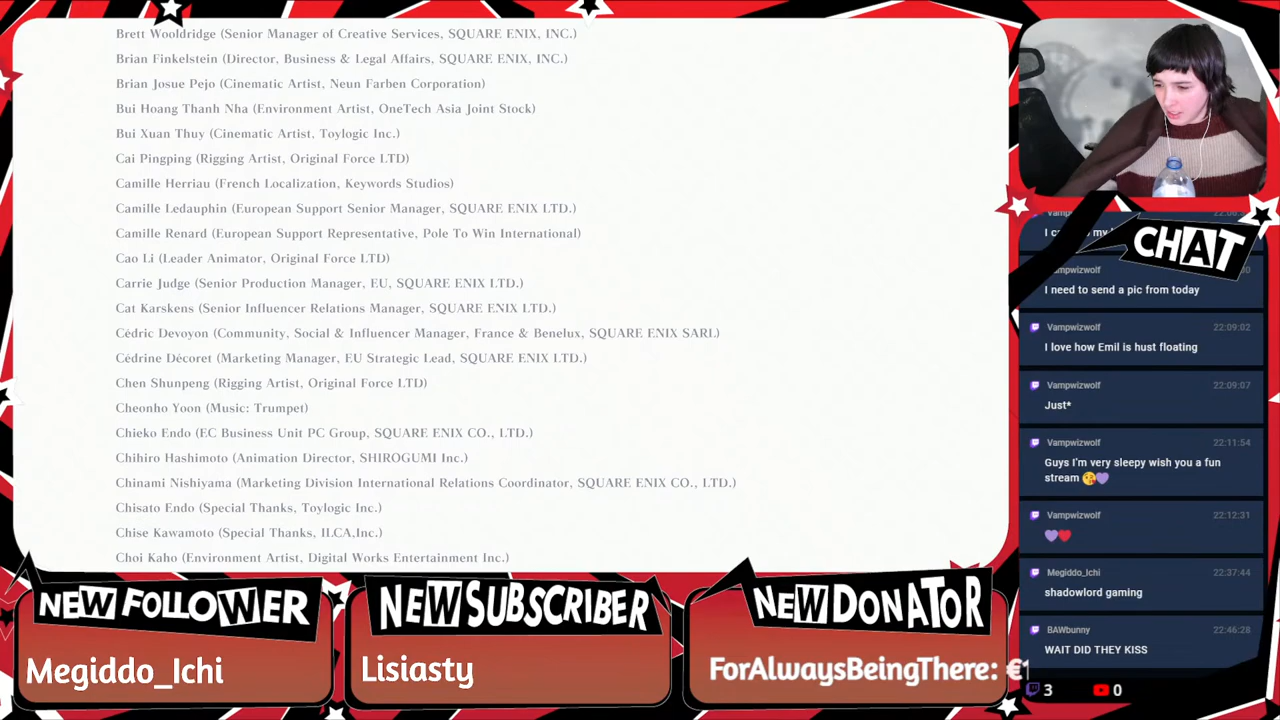 Brett Wooldridge (Senior Manager of Creative Services, SQUARE ENIX, INC.)
Brian Finkelstein (Director, Business & Legal Affairs, SQUARE ENIX, INC.)
Brian Josue Pejo (Cinematic Artist, Neun Farben Corporation)
Bui Hoang Thanh Nha (Environment Artist, OneTech Asia Joint Stock)
Bui Xuan Thuy (Cinematic Artist, Toylogic Inc.)
Cai Pingping (Rigging Artist, Original Force LTD)
Camille Herriau (French Localization, Keywords Studios)
Camille Ledauphin (European Support Senior Manager, SQUARE ENIX LTD.)
Camille Renard (European Support Representative, Pole To Win International)
Cao Li (Leader Animator, Original Force LTD)
Carrie Judge (Senior Production Manager, EU, SQUARE ENIX LTD.)
Cat Karskens (Senior Influencer Relations Manager, SQUARE ENIX LTD.)
Cédric Devoyon (Community, Social & Influencer Manager, France & Benelux, SQUARE ENIX SARL)
Cédrine Décoret (Marketing Manager, EU Strategic Lead, SQUARE ENIX LTD.)
Chen Shunpeng (Rigging Artist, Original Force LTD)
Cheonho Yoon (Music: Trumpet)
Chieko Endo (EC Business Unit PC Group, SQUARE ENIX CO., LTD.)
Chihiro Hashimoto (Animation Director, SHIROGUMI Inc.)
Chinami Nishiyama (Marketing Division International Relations Coordinator, SQUARE ENIX CO., LTD.)
Chisato Endo (Special Thanks, Toylogic Inc.)
Chise Kawamoto (Special Thanks, ILCA,Inc.)
Choi Kaho (Environment Artist, Digital Works Entertainment Inc.)
CHAT
Vampwizwolf
I need to send a pic from today
Vampwizwolf 22:09:02
I love how Emil is hust floating
Vampwizwolf 22:09:07
Just*
Vampwizwolf 22:11:54
Guys I'm very sleepy wish you a fun
stream 😘💜
Vampwizwolf 22:12:31
💜❤️
Megiddo_Ichi 22:37:44
shadowlord gaming
BAWbunny 22:46:28
WAIT DID THEY KISS
3 0
NEW FOLLOWER
Megiddo_Ichi
NEW SUBSCRIBER
Lisiasty
NEW DONATOR
ForAlwaysBeingThere: